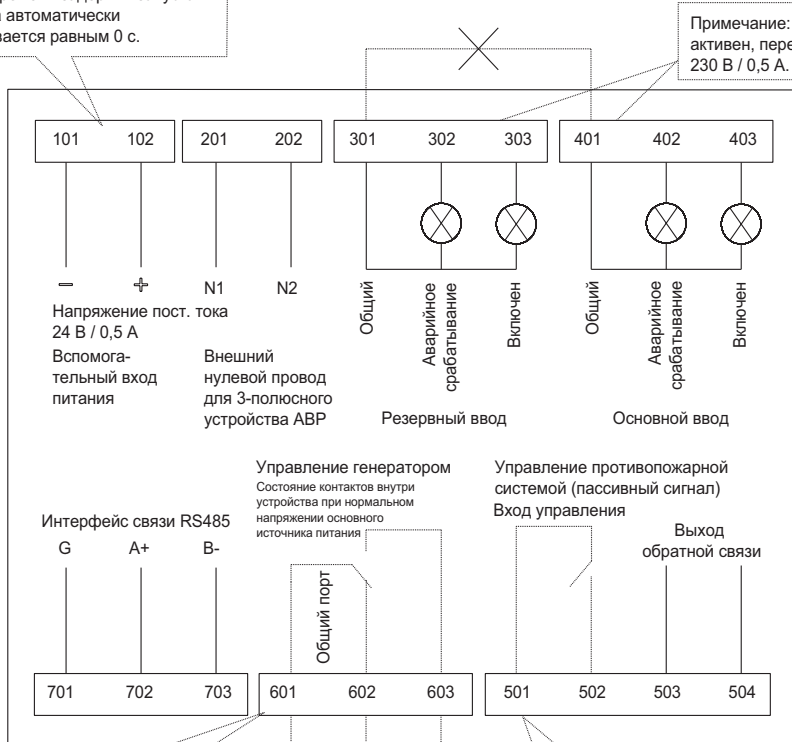 автоматически
равным 0 с.
Примечание:
активен,
230 В / 0,5 А.
101 102 201 202 301 302 303 401 402 403
N1 N2
Напряжение пост. тока
24 В / 0,5 А
Вспомога-
тельный вход
питания
Внешний
нулевой провод
для 3-полюсного
устройства АВР
Общий
Аварийное
срабатывание
Включен
Резервный ввод
Общий
Аварийное
срабатывание
Включен
Основной ввод
Интерфейс связи RS485
G A+ B-
Управление генератором
Состояние контактов внутри
устройства при нормальном
напряжении основного
источника питания
Общий порт
Управление противопожарной
системой (пассивный сигнал)
Вход управления
Выход
обратной связи
701 702 703 601 602 603 501 502 503 504